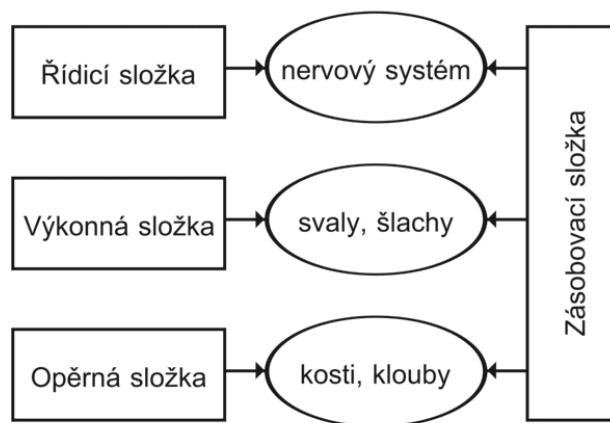 Řídicí složka
nervový systém
Výkonná složka
svaly, šlachy
Opěrná složka
kosti, klouby
Zásobovací složka